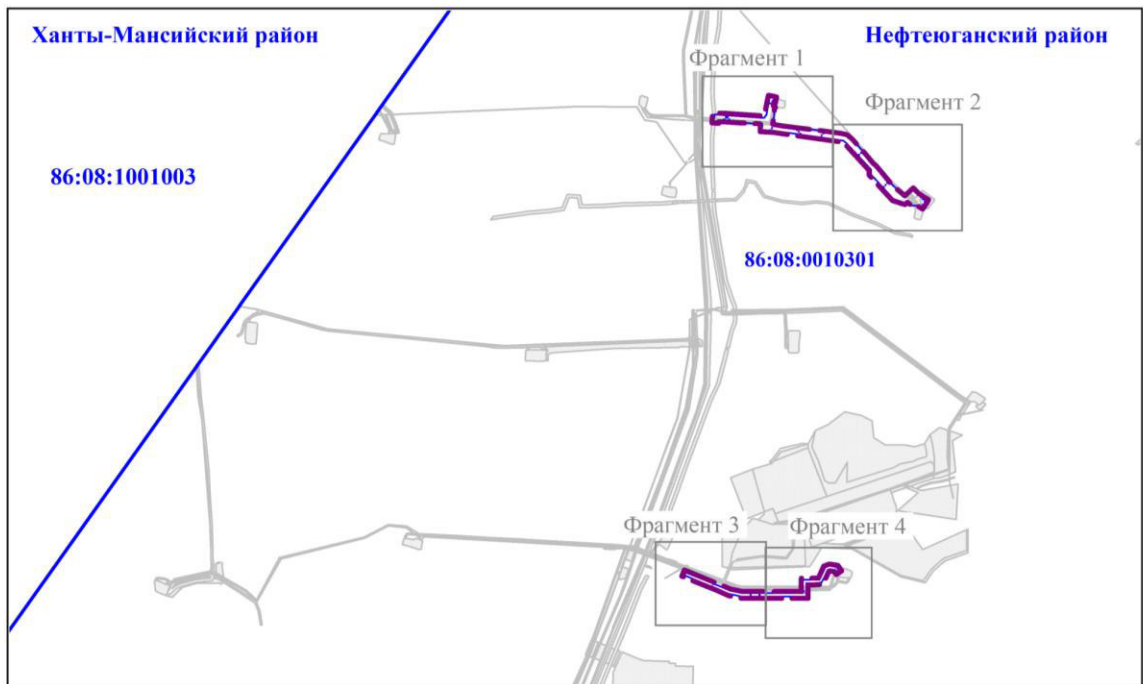 Ханты-Мансийский район
Нефтеюганский район
Фрагмент 1
Фрагмент 2
86:08:1001003
86:08:0010301
Фрагмент 3
Фрагмент 4